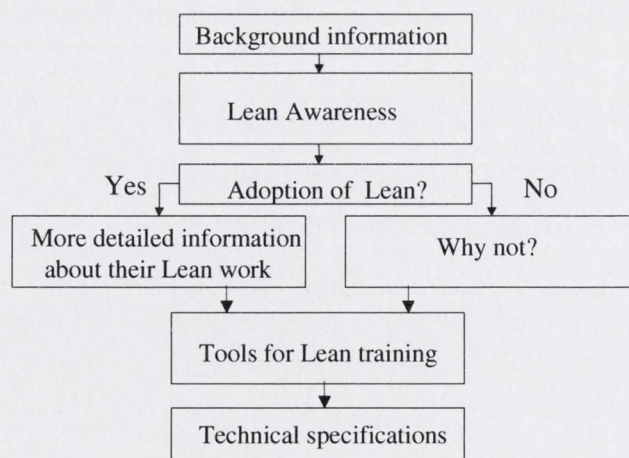 Background information
Lean Awareness
Yes
Adoption of Lean?
No
More detailed information
about their Lean work
Why not?
Tools for Lean training
Technical specifications